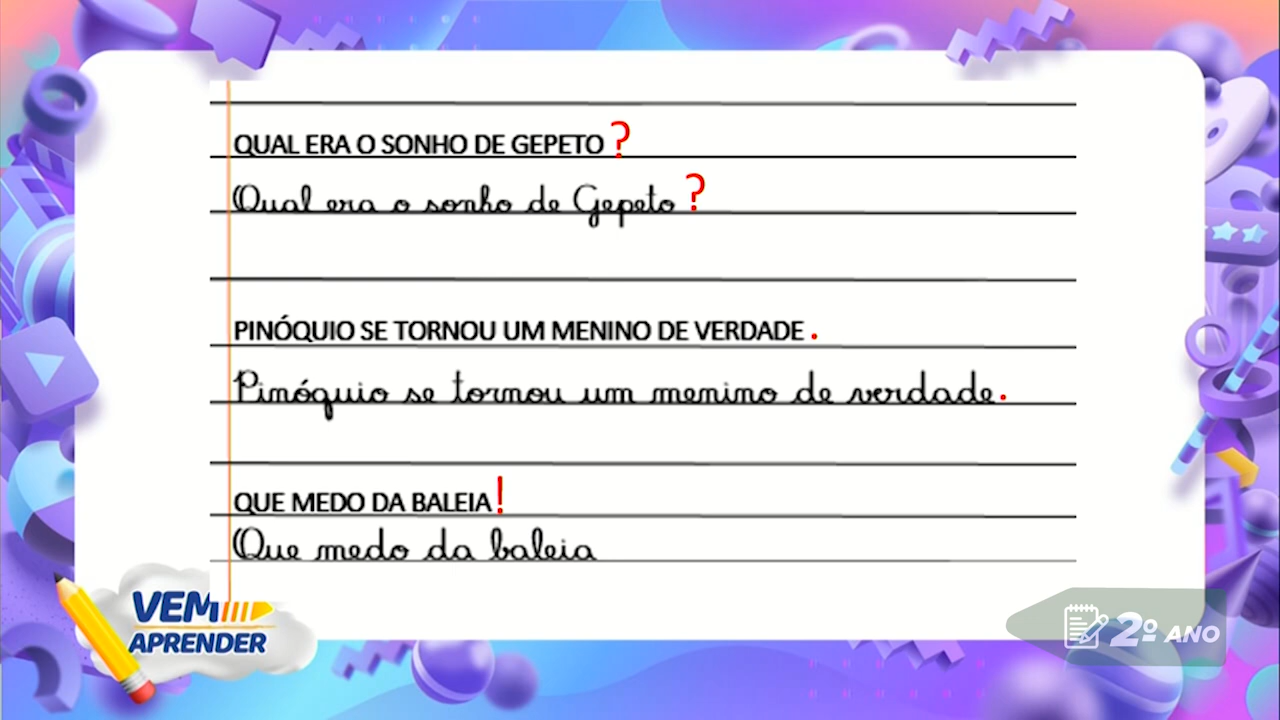 QUAL ERA O SONHO DE GEPETO ?
Qual era o sonho de Gepeto ?
PINÓQUIO SE TORNOU UM MENINO DE VERDADE .
Pinóquio se tornou um menino de verdade.
QUE MEDO DA BALEIA!
Que medo da baleia
VEM
APRENDER
2º ANO